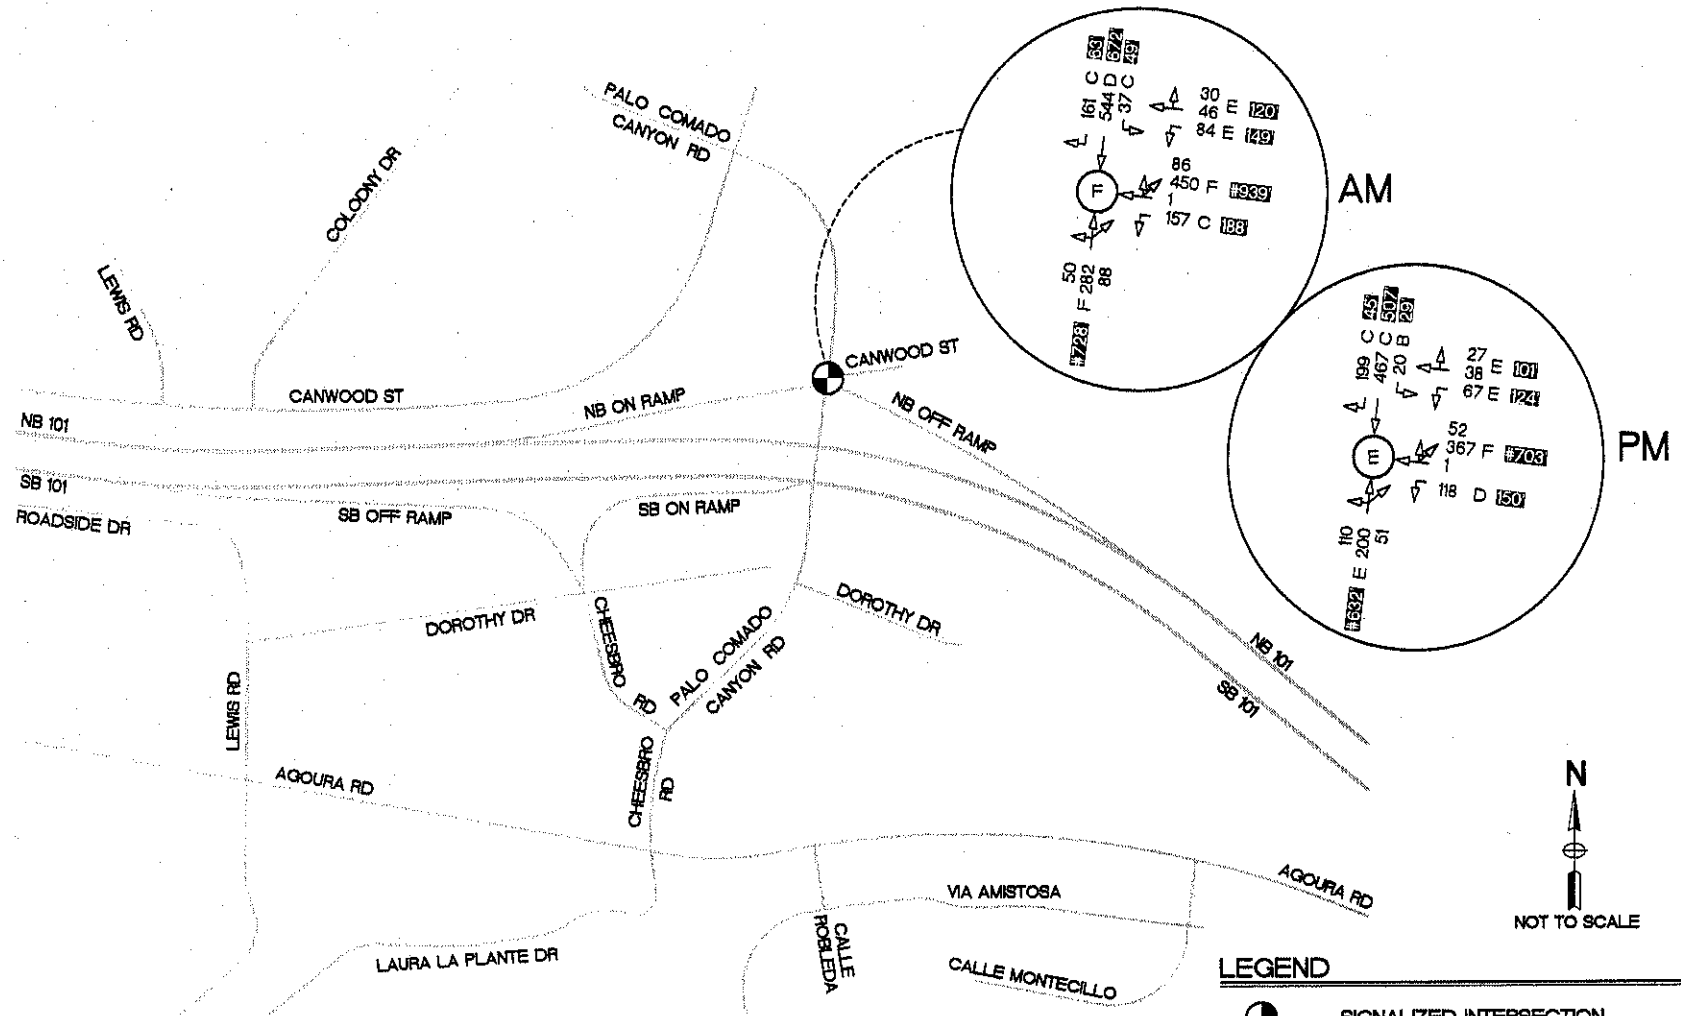 63' 672' 49'
C D C
161 544 37
30
46 E 120'
84 E 149'
86
450 F #939'
1
157 C 188'
F
50
#728' F 282
88
AM
45' 507' 29'
C C B
199 467 20
27
38 E 101'
67 E 124'
52
367 F #703'
1
118 D 150'
E
110
#632' E 200
51
PM
PALO COMADO
CANYON RD
COLODNY DR
LEWIS RD
CANWOOD ST
CANWOOD ST
NB ON RAMP
NB OFF RAMP
NB 101
SB 101
ROADSIDE DR
SB OFF RAMP
SB ON RAMP
DOROTHY DR
CHEESBRO
RD
PALO COMADO
CANYON RD
DOROTHY DR
NB 101
SB 101
LEWIS RD
AGOURA RD
CHEESBRO
RD
AGOURA RD
VIA AMISTOSA
CALLE
ROBLEDA
CALLE MONTECILLO
LAURA LA PLANTE DR
N
NOT TO SCALE
LEGEND
SIGNALIZED INTERSECTION